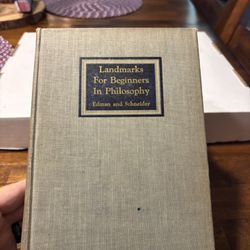 Landmarks
For Beginners
In Philosophy
Edman and Schneider